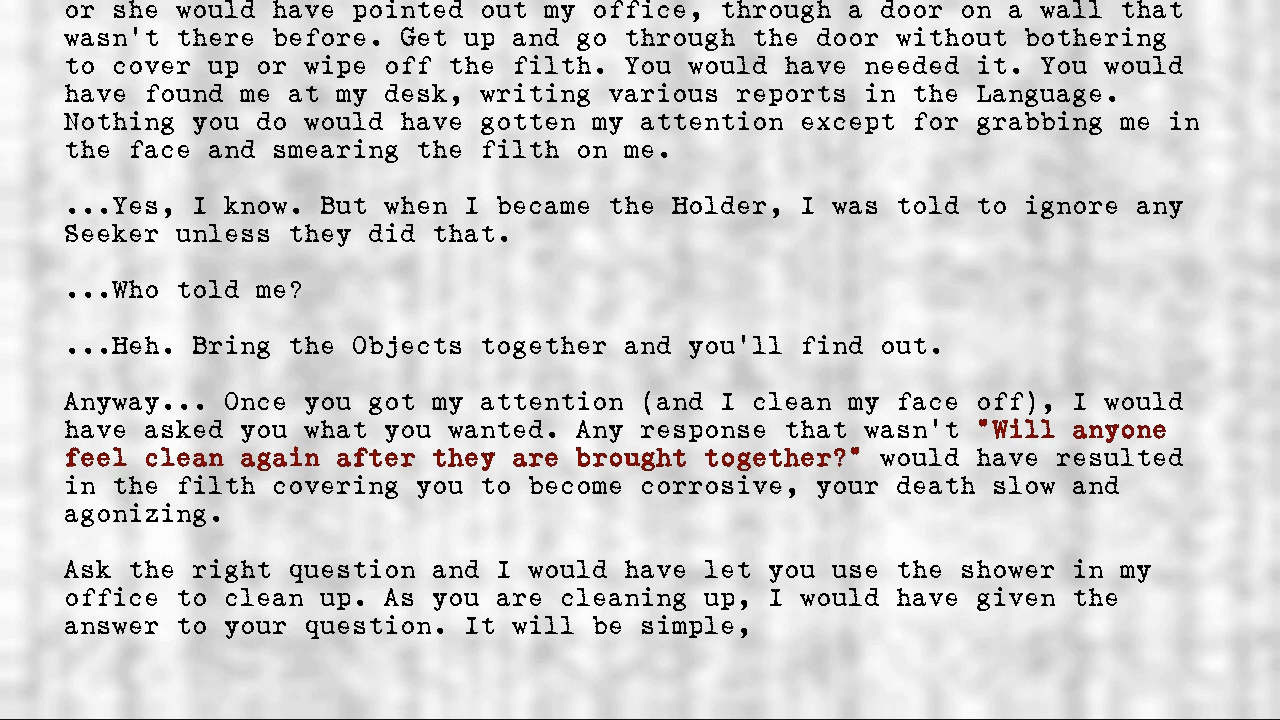 or she would have pointed out my office, through a door on a wall that
wasn't there before. Get up and go through the door without bothering
to cover up or wipe off the filth. You would have needed it. You would
have found me at my desk, writing various reports in the Language.
Nothing you do would have gotten my attention except for grabbing me in
the face and smearing the filth on me.
...Yes, I know. But when I became the Holder, I was told to ignore any
Seeker unless they did that.
...Who told me?
...Heh. Bring the Objects together and you'll find out.
Anyway... Once you got my attention (and I clean my face off), I would
have asked you what you wanted. Any response that wasn't "Will anyone
feel clean again after they are brought together?" would have resulted
in the filth covering you to become corrosive, your death slow and
agonizing.
Ask the right question and I would have let you use the shower in my
office to clean up. As you are cleaning up, I would have given the
answer to your question. It will be simple,